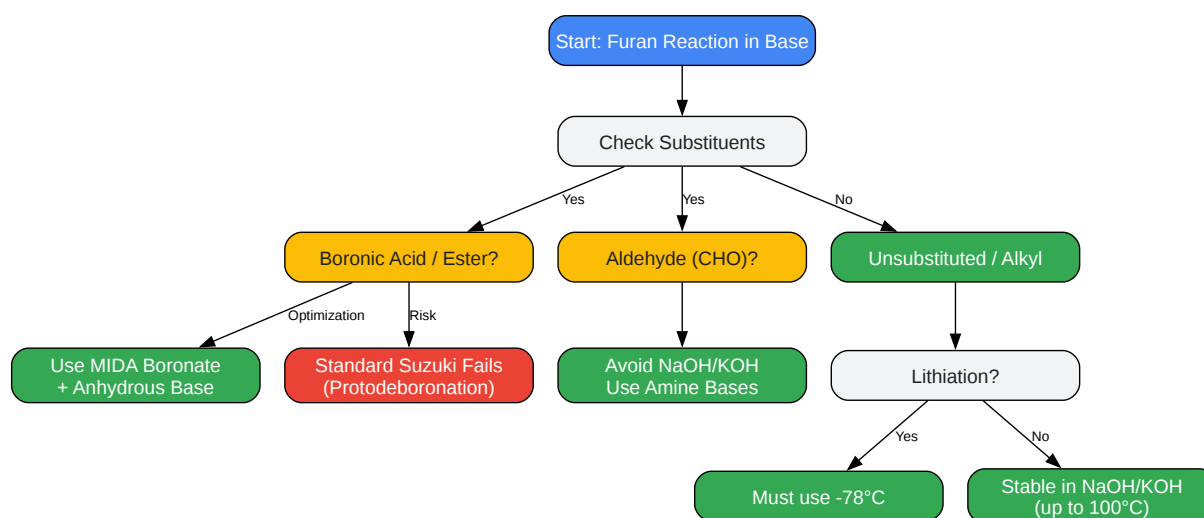 Start: Furan Reaction in Base
Check Substituents
Yes
Yes
No
Boronic Acid / Ester?
Aldehyde (CHO)?
Unsubstituted / Alkyl
Optimization
Risk
Use MIDA Boronate
+ Anhydrous Base
Standard Suzuki Fails
(Protodeboronation)
Avoid NaOH/KOH
Use Amine Bases
Lithiation?
Yes
No
Must use -78°C
Stable in NaOH/KOH
(up to 100°C)